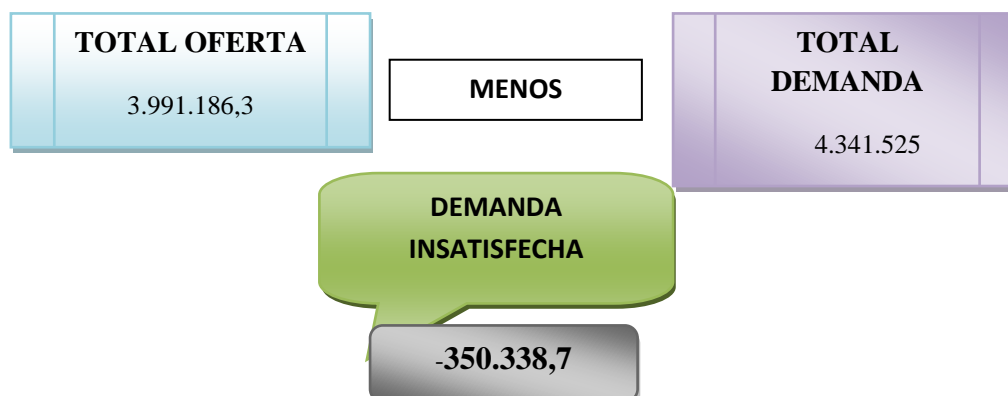 TOTAL OFERTA
3.991.186,3
MENOS
TOTAL
DEMANDA
4.341.525
DEMANDA
INSATISFECHA
-350.338,7